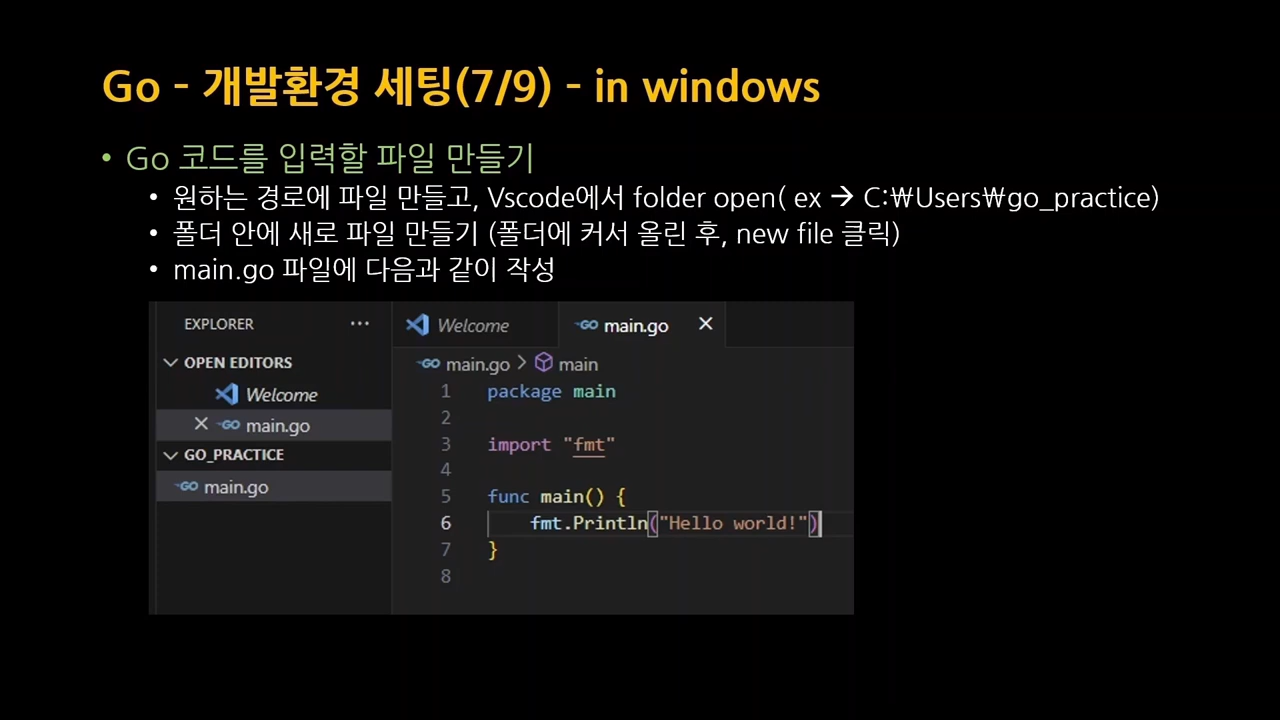 Go - 개발환경 세팅(7/9) - in windows
• Go 코드를 입력할 파일 만들기
• 원하는 경로에 파일 만들고, Vscode에서 folder open( ex → C:₩Users₩go_practice)
• 폴더 안에 새로 파일 만들기 (폴더에 커서 올린 후, new file 클릭)
• main.go 파일에 다음과 같이 작성
EXPLORER ···
OPEN EDITORS
Welcome
× GO main.go
GO_PRACTICE
GO main.go
Welcome GO main.go ×
GO main.go > main
1 package main
2
3 import "fmt"
4
5 func main() {
6 fmt.Println("Hello world!")
7 }
8